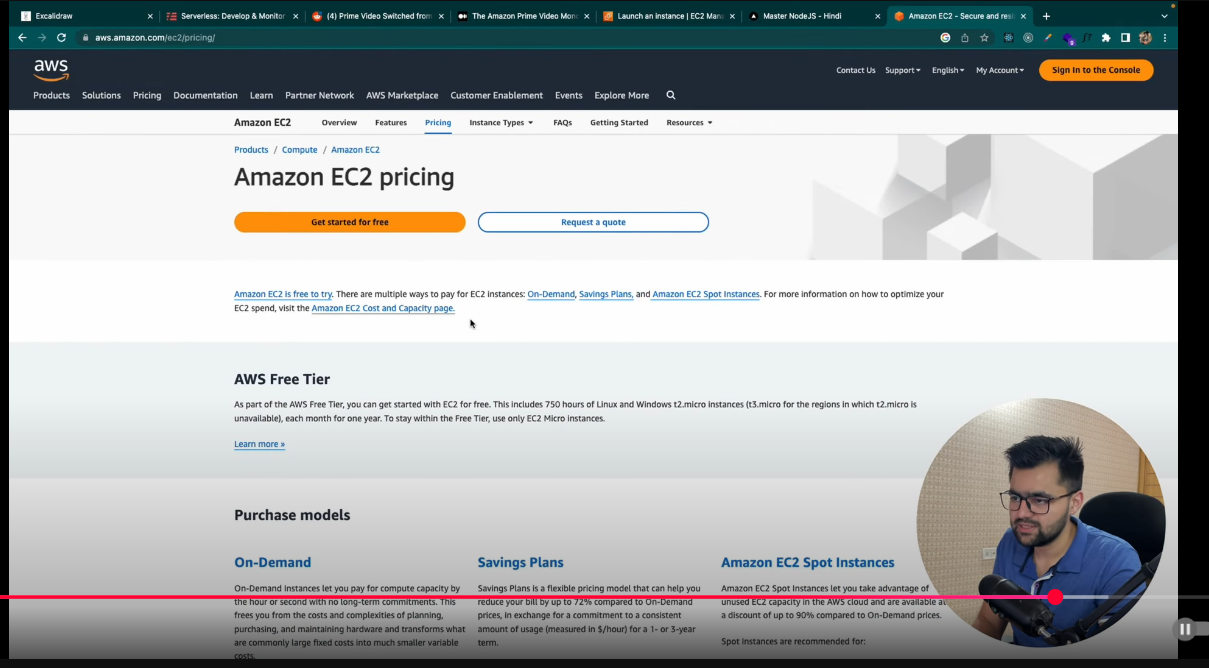 Excalidraw
Serverless: Develop & Monitor
(4) Prime Video Switched from
The Amazon Prime Video Mono
Launch an instance | EC2 Mana
Master NodeJS - Hindi
Amazon EC2 - Secure and resi
aws.amazon.com/ec2/pricing/
aws
Contact Us Support English My Account Sign In to the Console
Products Solutions Pricing Documentation Learn Partner Network AWS Marketplace Customer Enablement Events Explore More
Amazon EC2 Overview Features Pricing Instance Types FAQs Getting Started Resources
Products / Compute / Amazon EC2
Amazon EC2 pricing
Get started for free
Request a quote
Amazon EC2 is free to try. There are multiple ways to pay for EC2 instances: On-Demand, Savings Plans, and Amazon EC2 Spot Instances. For more information on how to optimize your
EC2 spend, visit the Amazon EC2 Cost and Capacity page.
AWS Free Tier
As part of the AWS Free Tier, you can get started with EC2 for free. This includes 750 hours of Linux and Windows t2.micro instances (t3.micro for the regions in which t2.micro is
unavailable), each month for one year. To stay within the Free Tier, use only EC2 Micro instances.
Learn more »
Purchase models
On-Demand
On-Demand Instances let you pay for compute capacity by
the hour or second with no long-term commitments. This
frees you from the costs and complexities of planning,
purchasing, and maintaining hardware and transforms what
are commonly large fixed costs into much smaller variable
costs.
Savings Plans
Savings Plans is a flexible pricing model that can help you
reduce your bill by up to 72% compared to On-Demand
prices, in exchange for a commitment to a consistent
amount of usage (measured in $/hour) for a 1- or 3-year
term.
Amazon EC2 Spot Instances
Amazon EC2 Spot Instances let you take advantage of
unused EC2 capacity in the AWS cloud and are available at
a discount of up to 90% compared to On-Demand prices.
Spot Instances are recommended for: